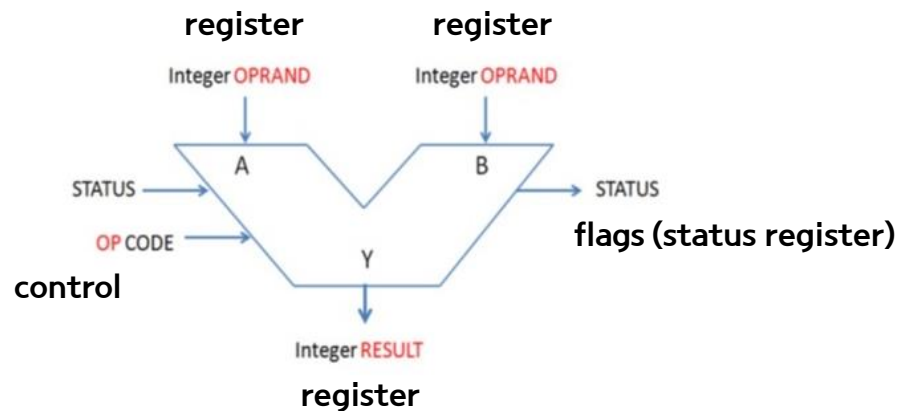 register
register
Integer OPRAND
Integer OPRAND
A
B
STATUS
STATUS
OP CODE
flags (status register)
Y
control
Integer RESULT
register